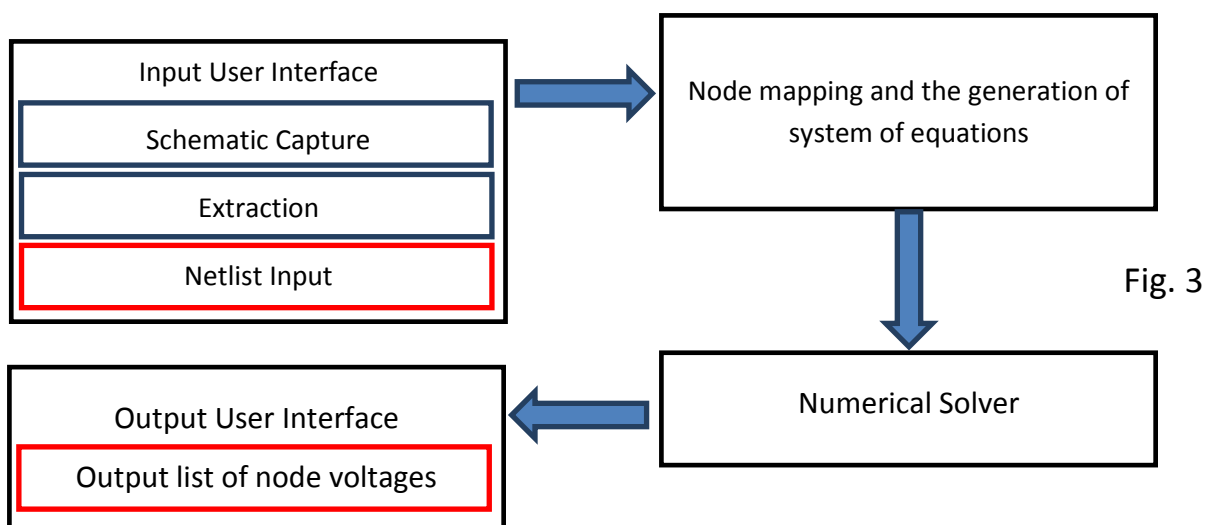 Input User Interface
Schematic Capture
Extraction
Netlist Input
Node mapping and the generation of
system of equations
Fig. 3
Numerical Solver
Output User Interface
Output list of node voltages